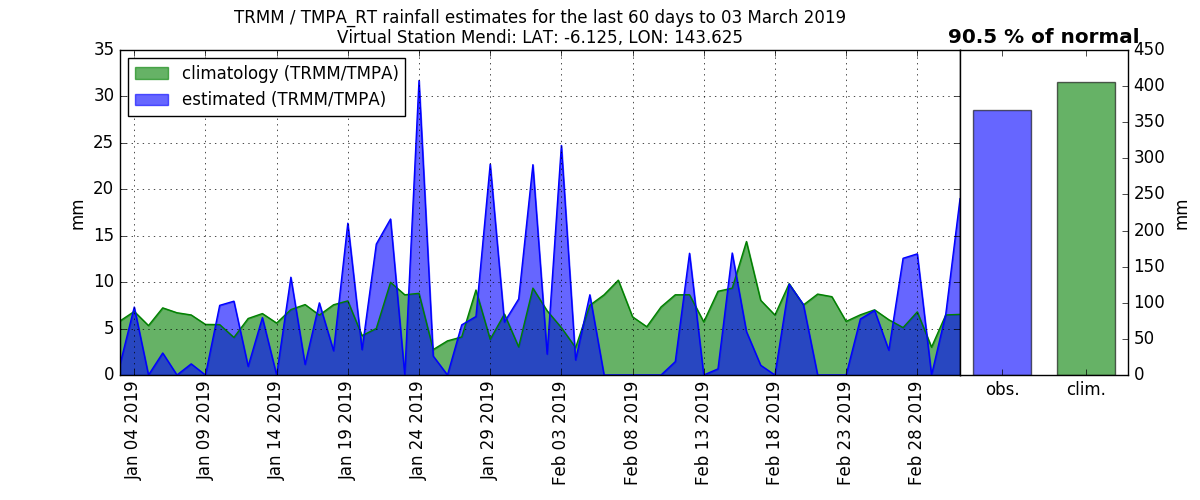 TRMM / TMPA_RT rainfall estimates for the last 60 days to 03 March 2019
Virtual Station Mendi: LAT: -6.125, LON: 143.625
90.5 % of normal
climatology (TRMM/TMPA)
estimated (TRMM/TMPA)
35
30
25
20
15
10
5
0
mm
Jan 04 2019
Jan 09 2019
Jan 14 2019
Jan 19 2019
Jan 24 2019
Jan 29 2019
Feb 03 2019
Feb 08 2019
Feb 13 2019
Feb 18 2019
Feb 23 2019
Feb 28 2019
450
400
350
300
250
200
150
100
50
0
mm
obs.
clim.